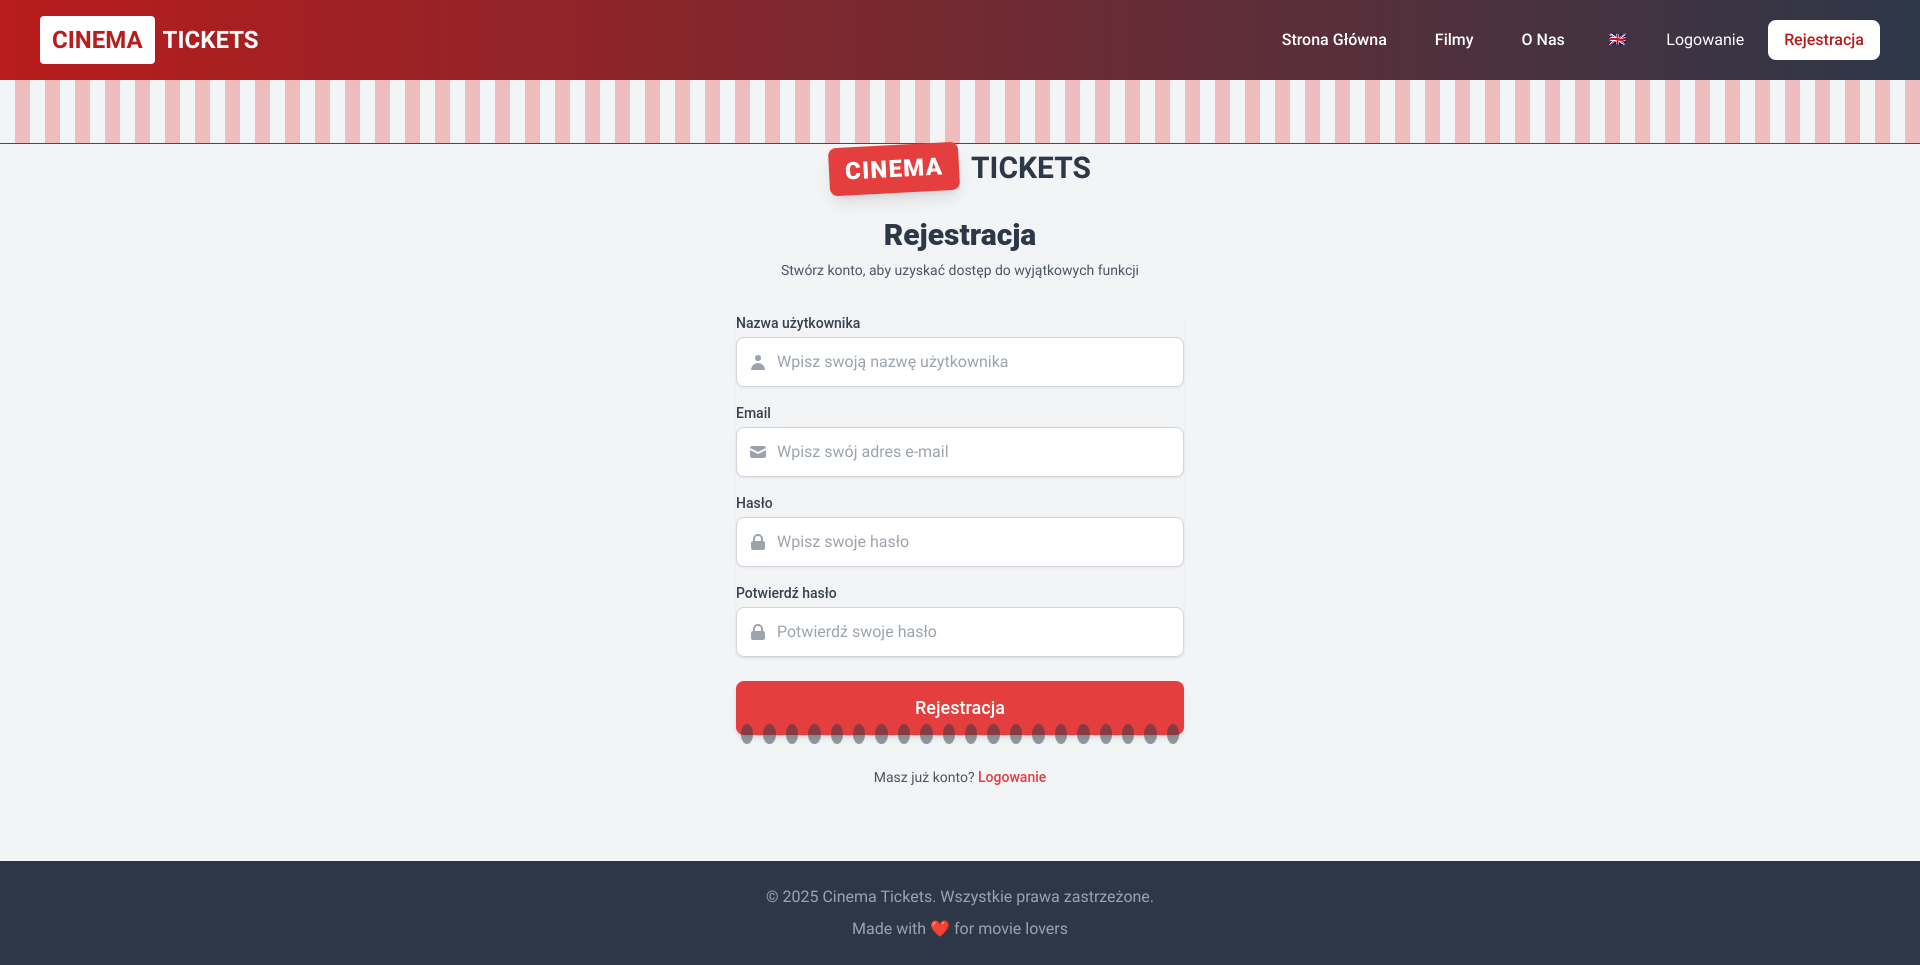 CINEMA TICKETS
Strona Główna Filmy O Nas Logowanie Rejestracja
CINEMA TICKETS
Rejestracja
Stwórz konto, aby uzyskać dostęp do wyjątkowych funkcji
Nazwa użytkownika
Wpisz swoją nazwę użytkownika
Email
Wpisz swój adres e-mail
Hasło
Wpisz swoje hasło
Potwierdź hasło
Potwierdź swoje hasło
Rejestracja
Masz już konto? Logowanie
© 2025 Cinema Tickets. Wszystkie prawa zastrzeżone.
Made with ❤️ for movie lovers